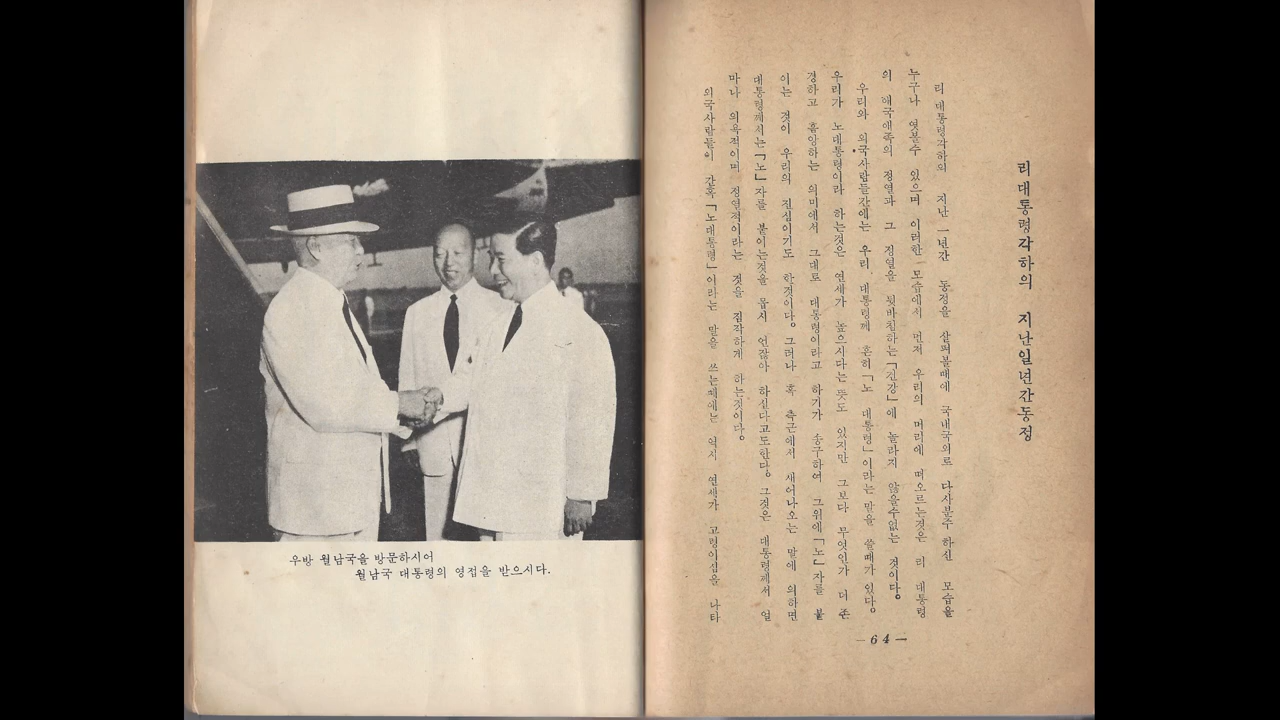 우방 월남국을 방문하시어
월남국 대통령의 영접을 받으시다.
리대통령각하의 지난일년간동정
리 대통령각하의 지난 一년간 동정을 살펴볼때에 국내국외로 다사분주 하신 모습을
누구나 엿볼수 있으며 이러한 모습에서 먼저 우리의 머리에 떠오르는것은 리 대통령
의 애국애족의 정열과 그 정열을 뒷바침하는「건강」에 놀라지 않을수없는 것이다。
우리와 외국사람들간에는 우리 대통령께 흔히「노 대통령」이라는 말을 쓸때가 있다。
우리가 노대통령이라 하는것은 연세가 높으시다는 뜻도 있지만 그보다 무엇인가 더 존
경하고 흠앙하는 의미에서 그대로 대통령이라고 하기가 송구하여 그위에「노」자를 붙
이는 것이 우리의 진심이기도 한것이다。그러나 혹 측근에서 새어나오는 말에 의하면
대통령께서는「노」자를 붙이는것을 몹시 언잖아 하신다고도한다。그것은 대통령께서 얼
마나 의욕적이며 정열적이라는 것을 짐작하게 하는것이다。
외국사람들이 간혹「노대통령」이라는 말을 쓰는때에는 역시 연세가 고령이심을 나타
—64—